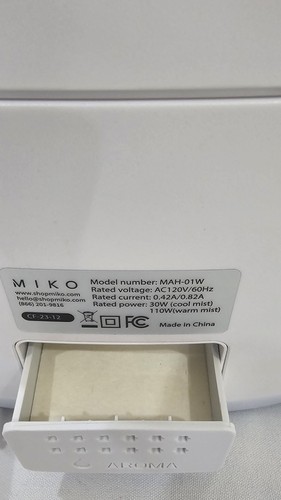 MIKO
www.shopmiko.com
hello@shopmiko.com
(866) 201-9816
CF-23-12
Model number: MAH-01W
Rated voltage: AC120V/60Hz
Rated current: 0.42A/0.82A
Rated power: 30W (cool mist)
110W(warm mist)
FC
Made in China
AROMA